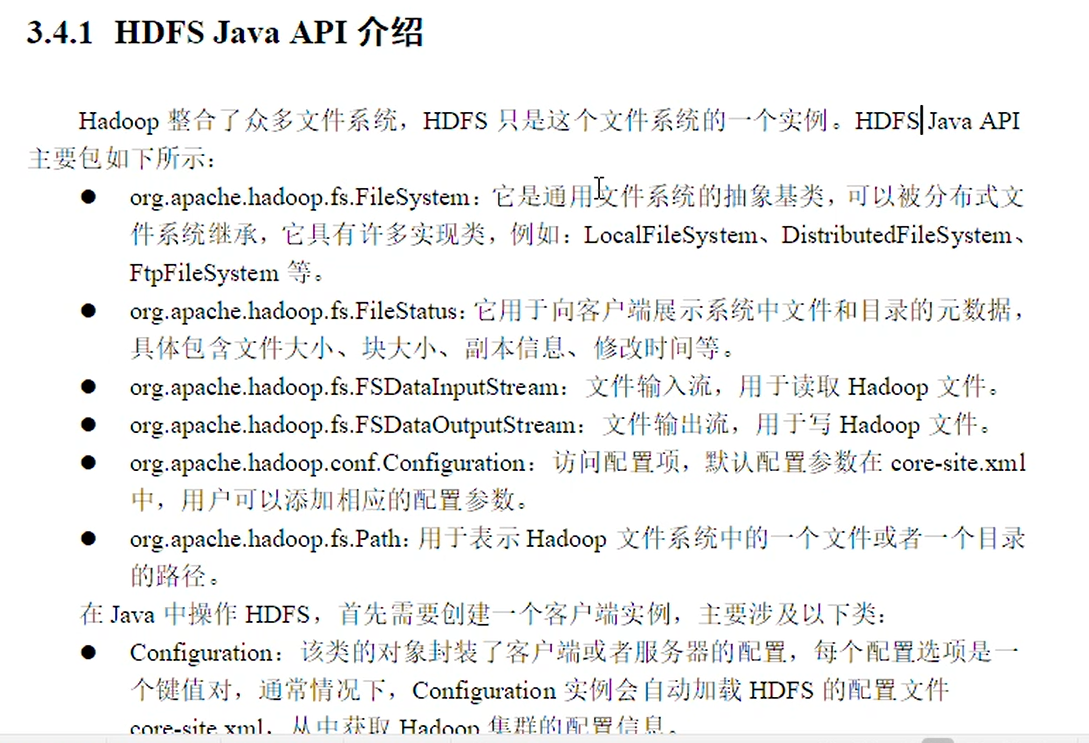 3.4.1 HDFS Java API 介绍
Hadoop 整合了众多文件系统，HDFS 只是这个文件系统的一个实例。HDFS Java API
主要包如下所示：
● org.apache.hadoop.fs.FileSystem：它是通用文件系统的抽象基类，可以被分布式文
件系统继承，它具有许多实现类，例如：LocalFileSystem、DistributedFileSystem、
FtpFileSystem 等。
● org.apache.hadoop.fs.FileStatus: 它用于向客户端展示系统中文件和目录的元数据，
具体包含文件大小、块大小、副本信息、修改时间等。
● org.apache.hadoop.fs.FSDataInputStream：文件输入流，用于读取 Hadoop 文件。
● org.apache.hadoop.fs.FSDataOutputStream：文件输出流，用于写 Hadoop 文件。
● org.apache.hadoop.conf.Configuration：访问配置项，默认配置参数在 core-site.xml
中，用户可以添加相应的配置参数。
● org.apache.hadoop.fs.Path: 用于表示 Hadoop 文件系统中的一个文件或者一个目录
的路径。
在 Java 中操作 HDFS，首先需要创建一个客户端实例，主要涉及以下类：
● Configuration：该类的对象封装了客户端或者服务器的配置，每个配置选项是一
个键值对，通常情况下，Configuration 实例会自动加载 HDFS 的配置文件
core-site.xml，从中获取 Hadoop 集群的配置信息。